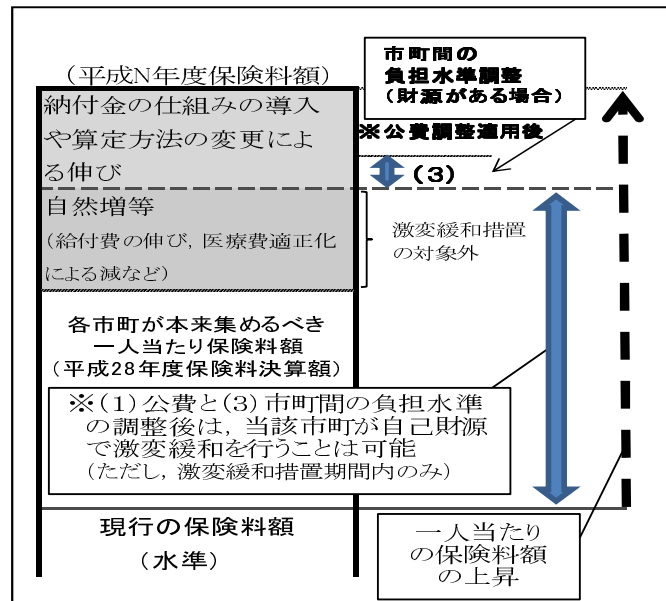 市町間の
負担水準調整
（財源がある場合）
（平成N年度保険料額）
納付金の仕組みの導入
や算定方法の変更によ
る伸び
※公費調整適用後
（3）
自然増等
（給付費の伸び，医療費適正化
による減など）
激変緩和措置
の対象外
各市町が本来集めるべき
一人当たり保険料額
（平成28年度保険料決算額）
※（1）公費と（3）市町間の負担水準
の調整後は，当該市町が自己財源
で激変緩和を行うことは可能
（ただし，激変緩和措置期間内のみ）
現行の保険料額
（水準）
一人当たり
の保険料額
の上昇